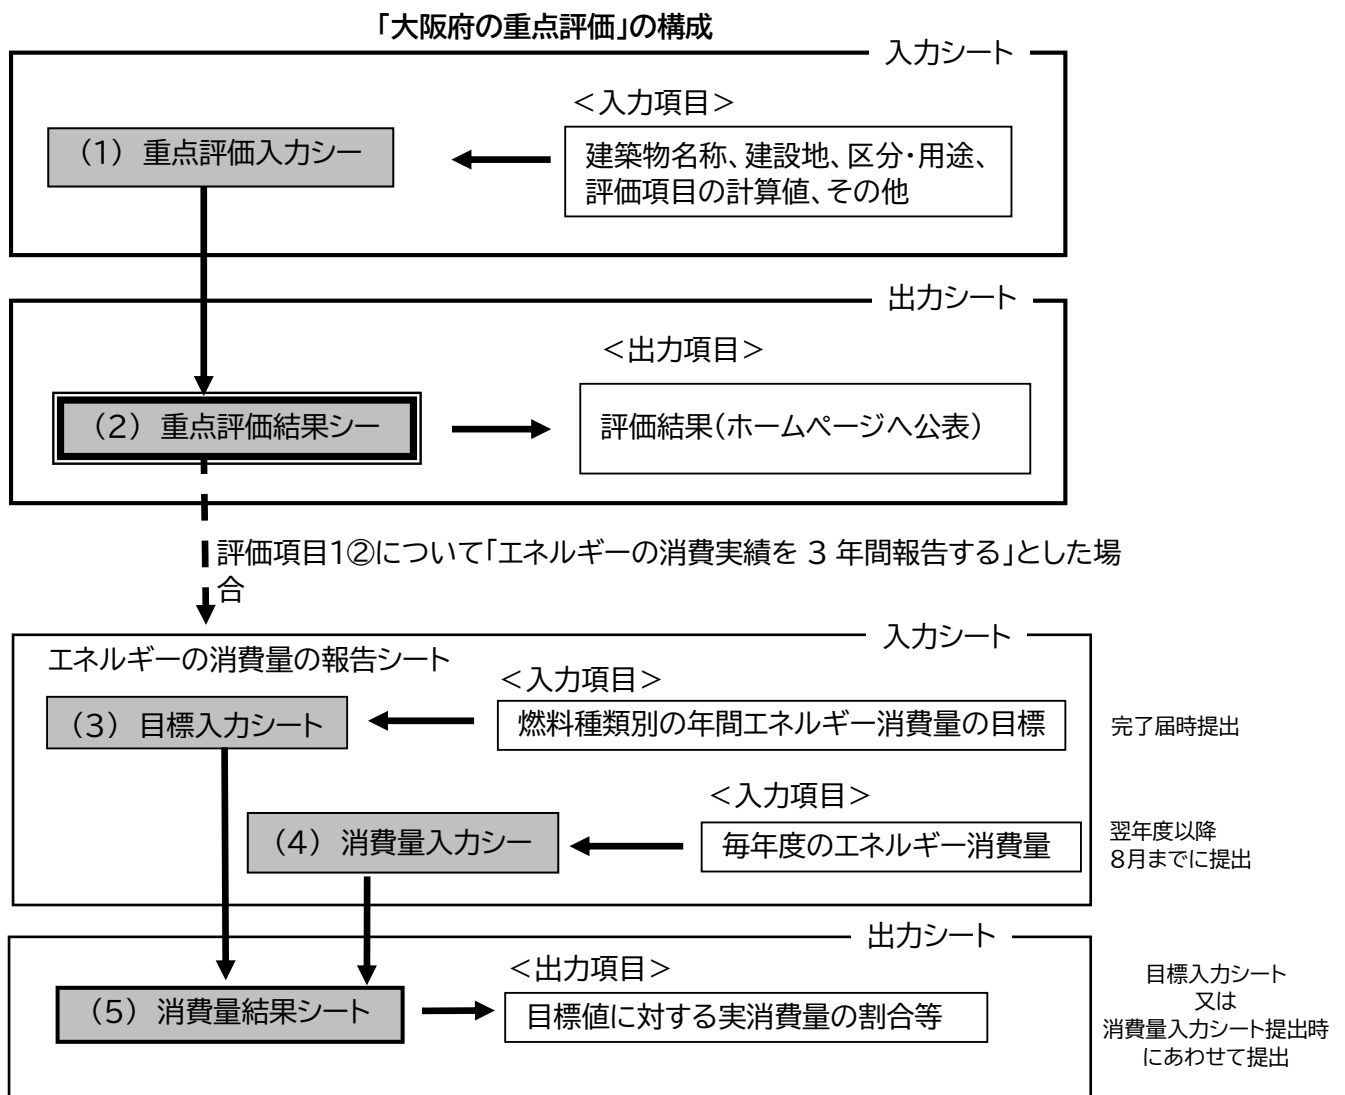 「大阪府の重点評価」の構成
入力シート
＜入力項目＞
（1） 重点評価入力シー
建築物名称、建設地、区分・用途、
評価項目の計算値、その他
出力シート
＜出力項目＞
（2） 重点評価結果シー
評価結果（ホームページへ公表）
評価項目1②について「エネルギーの消費実績を 3 年間報告する」とした場
合
入力シート
エネルギーの消費量の報告シート
＜入力項目＞
（3） 目標入力シート
燃料種類別の年間エネルギー消費量の目標
完了届時提出
＜入力項目＞
（4） 消費量入力シー
毎年度のエネルギー消費量
翌年度以降
8月までに提出
出力シート
＜出力項目＞
（5） 消費量結果シート
目標値に対する実消費量の割合等
目標入力シート
又は
消費量入力シート提出時
にあわせて提出